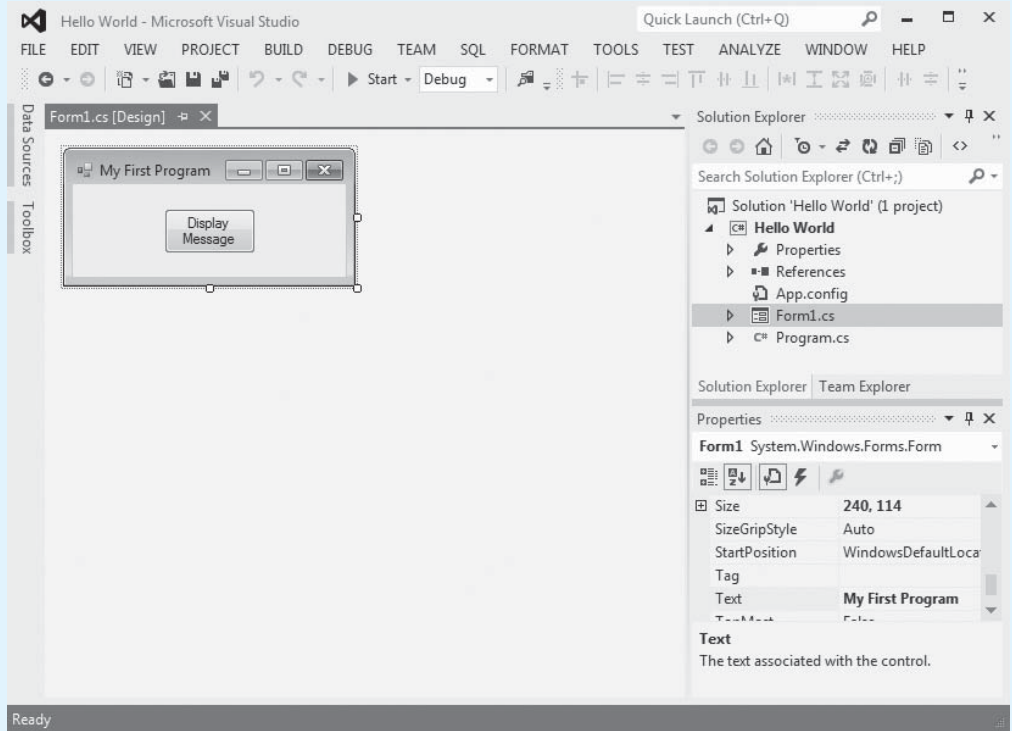 Hello World - Microsoft Visual Studio
Quick Launch (Ctrl+Q)
FILE EDIT VIEW PROJECT BUILD DEBUG TEAM SQL FORMAT TOOLS TEST ANALYZE WINDOW HELP
Start Debug
Data Sources
Toolbox
Form1.cs [Design]
My First Program
Display
Message
Solution Explorer
Search Solution Explorer (Ctrl+;)
Solution 'Hello World' (1 project)
C# Hello World
Properties
References
App.config
Form1.cs
C# Program.cs
Solution Explorer Team Explorer
Properties
Form1 System.Windows.Forms.Form
Size 240, 114
SizeGripStyle Auto
StartPosition WindowsDefaultLoca
Tag
Text My First Program
Text
The text associated with the control.
Ready